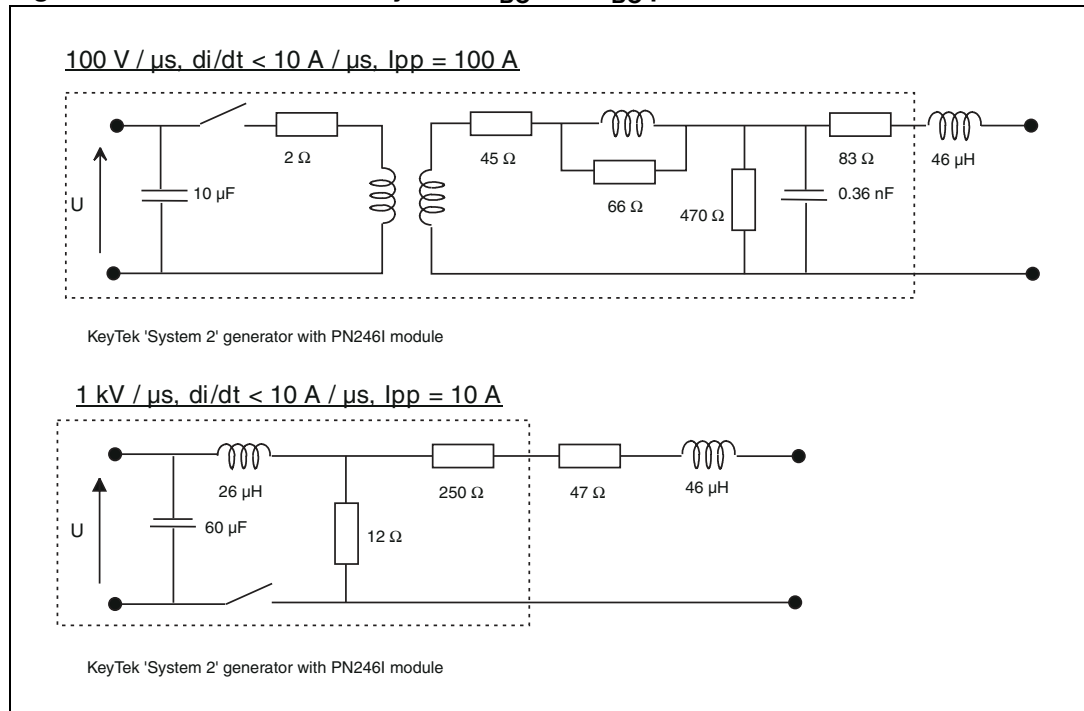 BO BO
100 V / µs, di/dt < 10 A / µs, Ipp = 100 A
2 Ω
45 Ω
66 Ω
83 Ω
46 µH
U
10 µF
470 Ω
0.36 nF
KeyTek 'System 2' generator with PN246I module
1 kV / µs, di/dt < 10 A / µs, Ipp = 10 A
26 µH
250 Ω
47 Ω
46 µH
U
60 µF
12 Ω
KeyTek 'System 2' generator with PN246I module